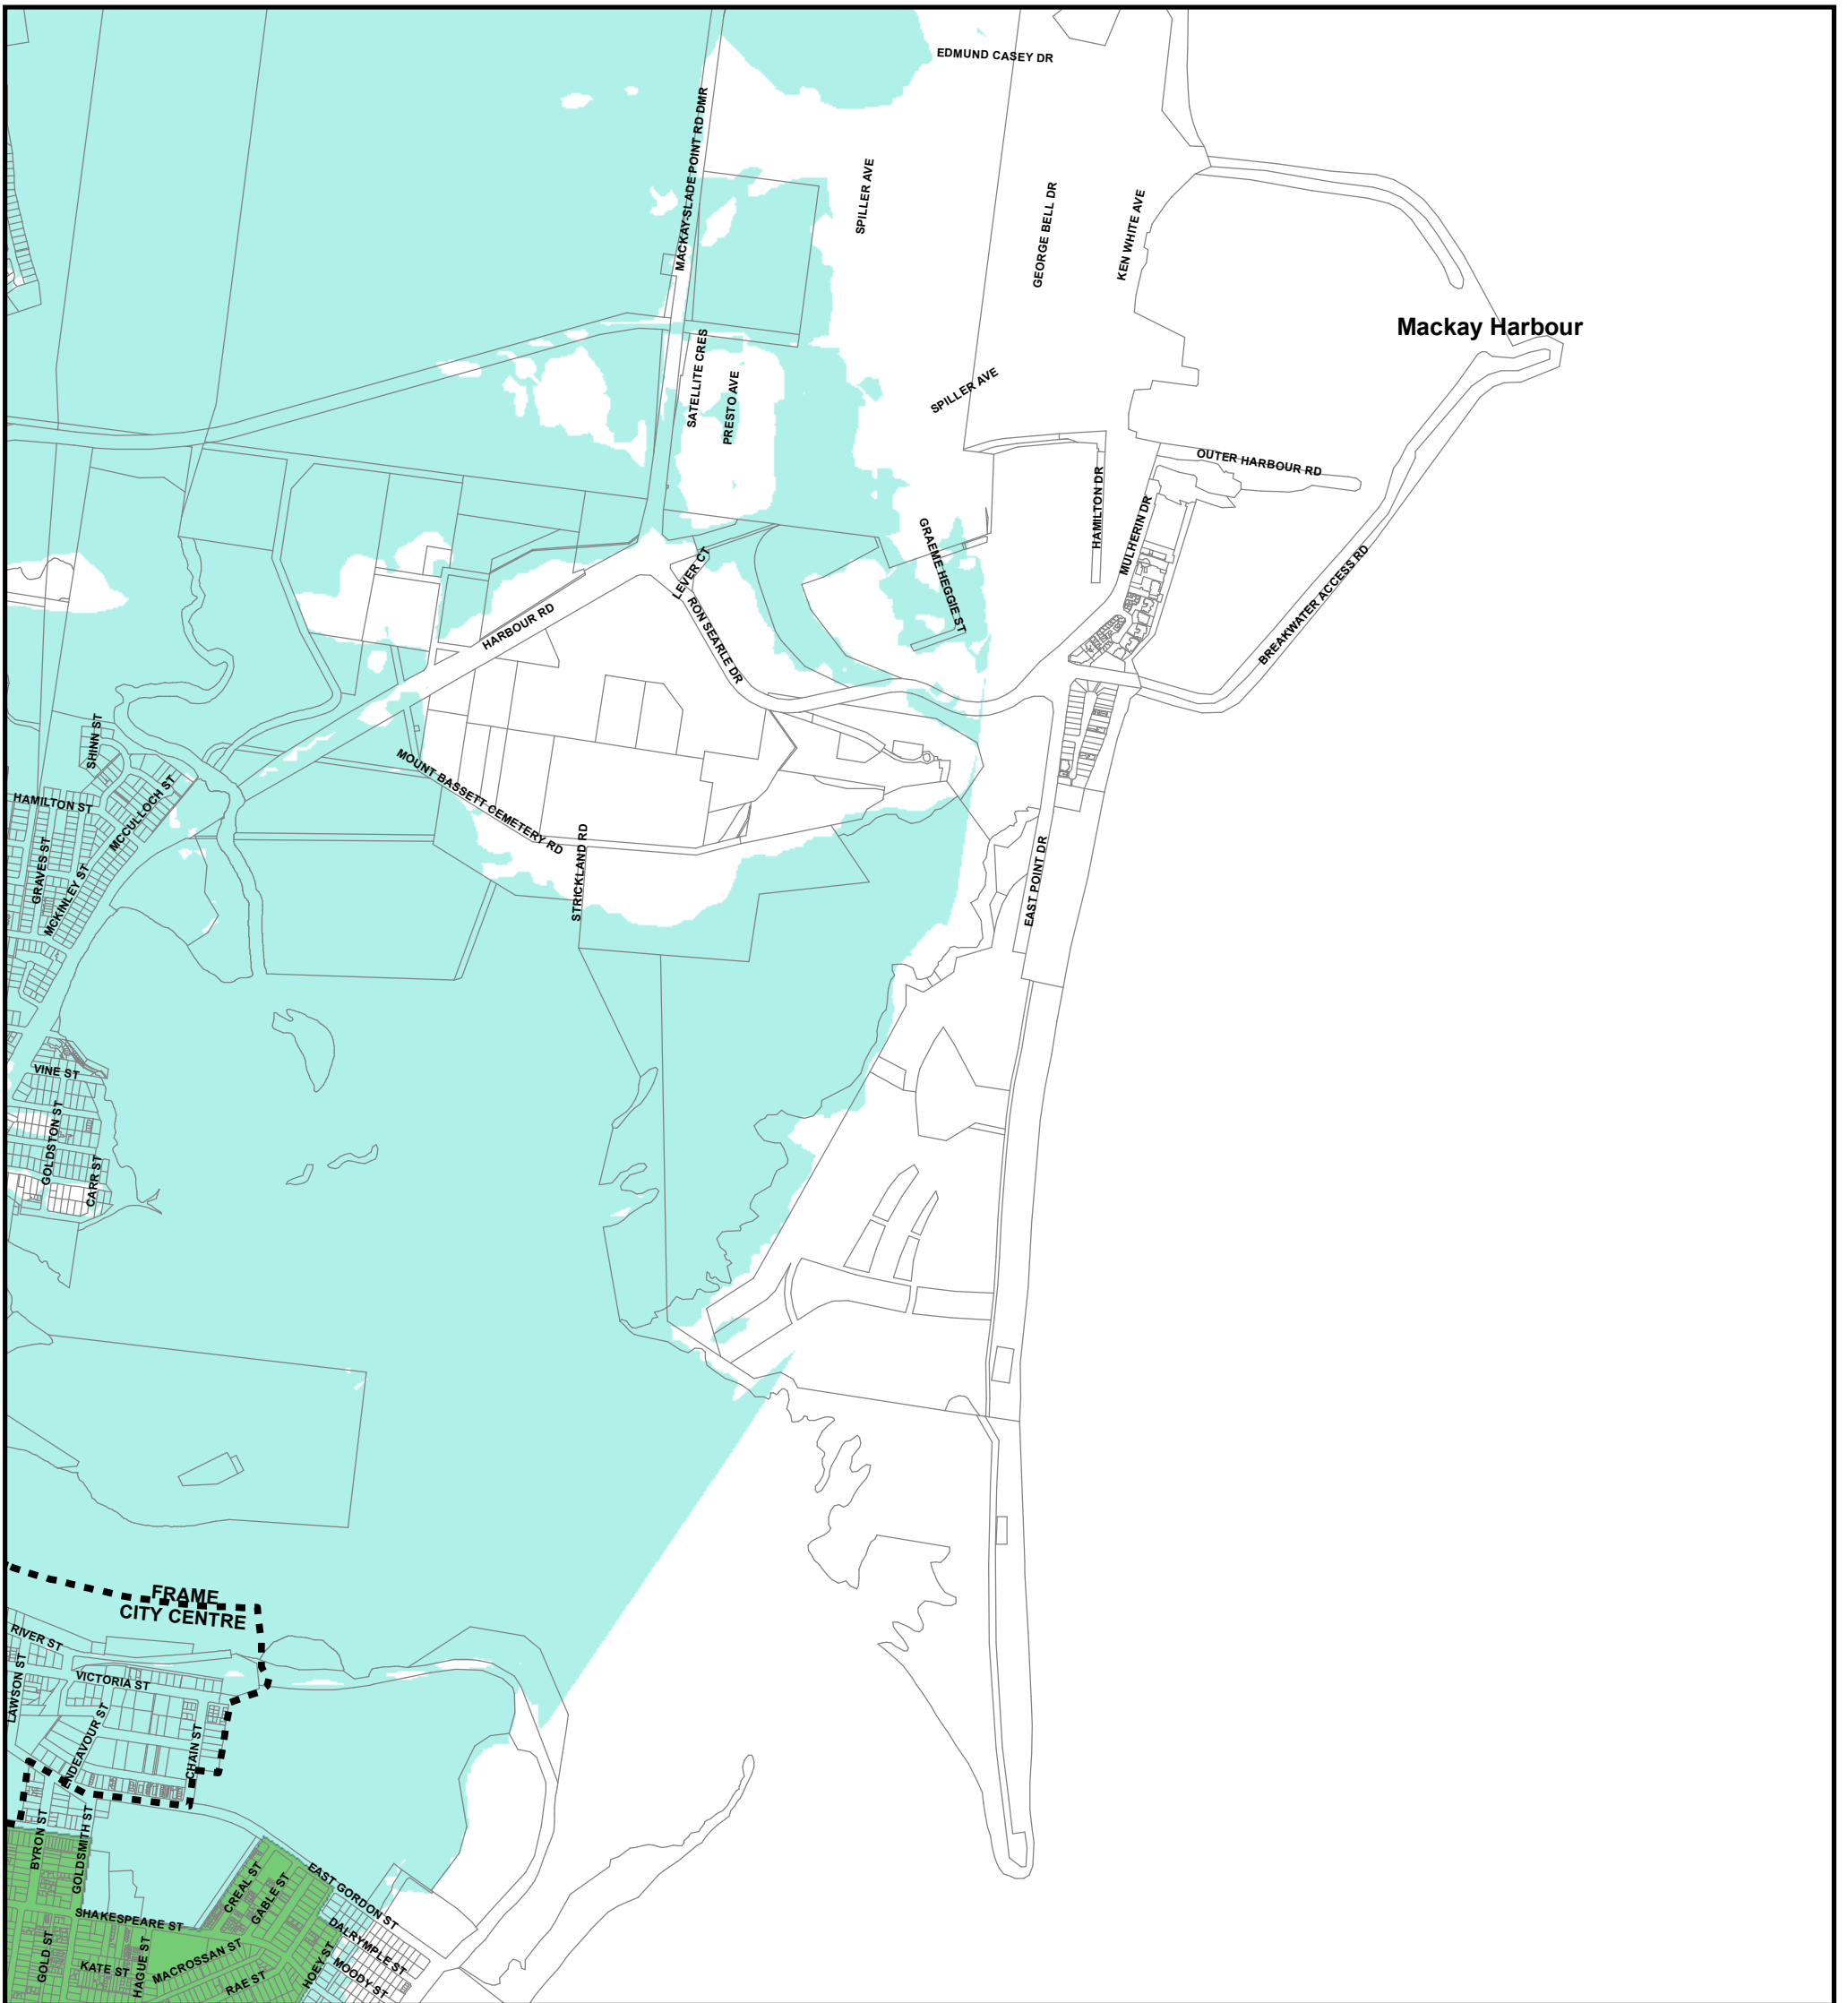 EDMUND CASEY DR
MACKAY-SLADE POINT RD DMR
SPILLER AVE
GEORGE BELL DR
KEN WHITE AVE
Mackay Harbour
SATELLITE CRES
PRESTO AVE
SPILLER AVE
OUTER HARBOUR RD
HAMILTON DR
MULHERIN DR
GRAEME HEGGIE ST
LEVER CT
HARBOUR RD
RON SEARLE DR
BREAKWATER ACCESS RD
SHINN ST
MOUNT BASSETT CEMETERY RD
HAMILTON ST
MCCULLOCH ST
GRAVES ST
MCKINLEY ST
STRICKLAND RD
EAST POINT DR
VINE ST
GOLDSTON ST
CARR ST
FRAME
CITY CENTRE
RIVER ST
LAWSON ST
VICTORIA ST
ENDEAVOUR ST
CHAIN ST
BYRON ST
GOLDSMITH ST
CREAL ST
GABLE ST
EAST GORDON ST
SHAKESPEARE ST
DALRYMPLE ST
GOLD ST
KATE ST
HAGUE ST
MACROSSAN ST
RAE ST
HOEY ST
MOODY ST